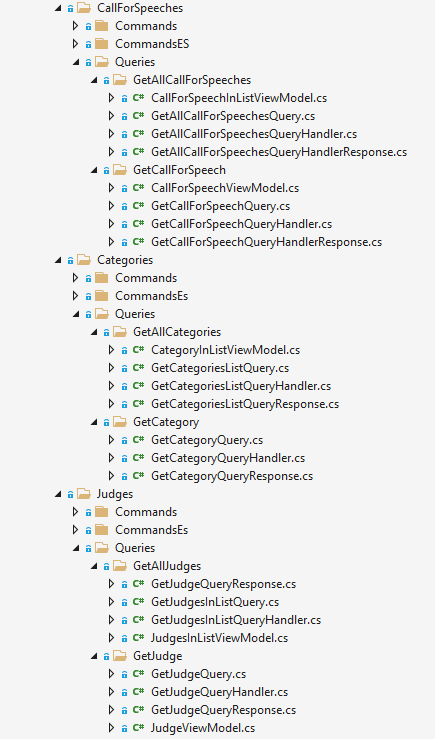 CallForSpeeches
Commands
CommandsES
Queries
GetAllCallForSpeeches
C# CallForSpeechInListViewModel.cs
C# GetAllCallForSpeechesQuery.cs
C# GetAllCallForSpeechesQueryHandler.cs
C# GetAllCallForSpeechesQueryHandlerResponse.cs
GetCallForSpeech
C# CallForSpeechViewModel.cs
C# GetCallForSpeechQuery.cs
C# GetCallForSpeechQueryHandler.cs
C# GetCallForSpeechQueryHandlerResponse.cs
Categories
Commands
CommandsEs
Queries
GetAllCategories
C# CategoryInListViewModel.cs
C# GetCategoriesListQuery.cs
C# GetCategoriesListQueryHandler.cs
C# GetCategoriesListQueryResponse.cs
GetCategory
C# GetCategoryQuery.cs
C# GetCategoryQueryHandler.cs
C# GetCategoryQueryResponse.cs
Judges
Commands
CommandsEs
Queries
GetAllJudges
C# GetJudgeQueryResponse.cs
C# GetJudgesInListQuery.cs
C# GetJudgesInListQueryHandler.cs
C# JudgesInListViewModel.cs
GetJudge
C# GetJudgeQuery.cs
C# GetJudgeQueryHandler.cs
C# GetJudgeQueryResponse.cs
C# JudgeViewModel.cs